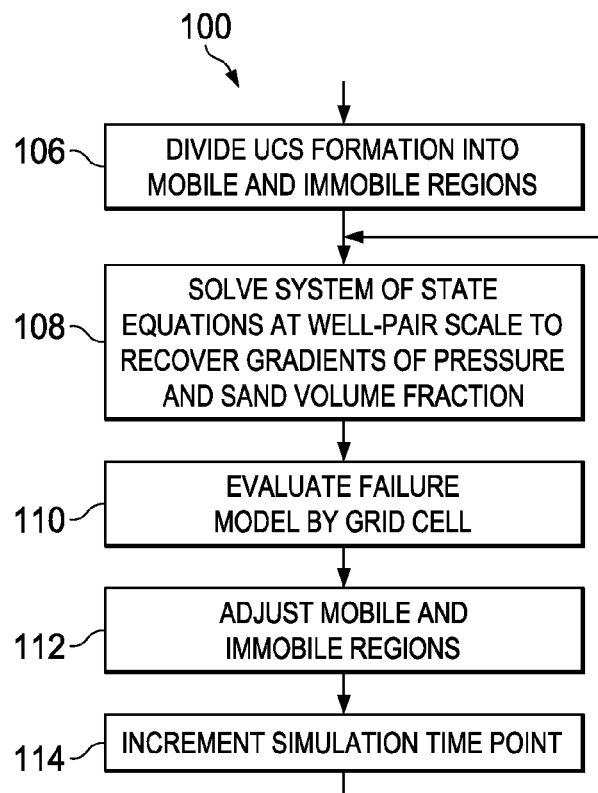 100
106
DIVIDE UCS FORMATION INTO
MOBILE AND IMMOBILE REGIONS
108
SOLVE SYSTEM OF STATE
EQUATIONS AT WELL-PAIR SCALE TO
RECOVER GRADIENTS OF PRESSURE
AND SAND VOLUME FRACTION
110
EVALUATE FAILURE
MODEL BY GRID CELL
112
ADJUST MOBILE AND
IMMOBILE REGIONS
114
INCREMENT SIMULATION TIME POINT